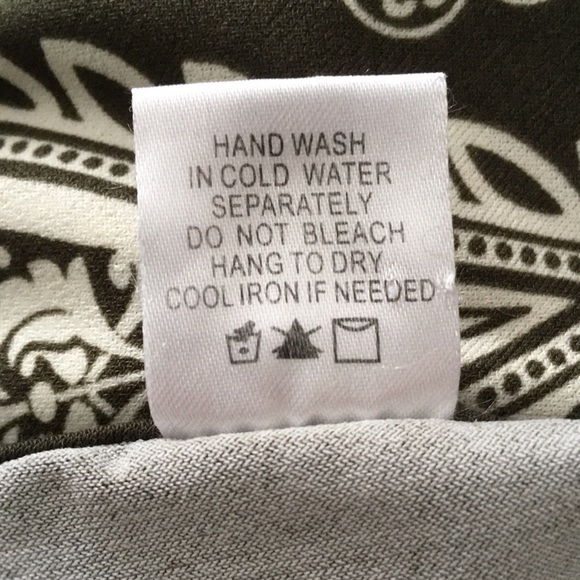 HAND WASH
IN COLD WATER
SEPARATELY
DO NOT BLEACH
HANG TO DRY
COOL IRON IF NEEDED